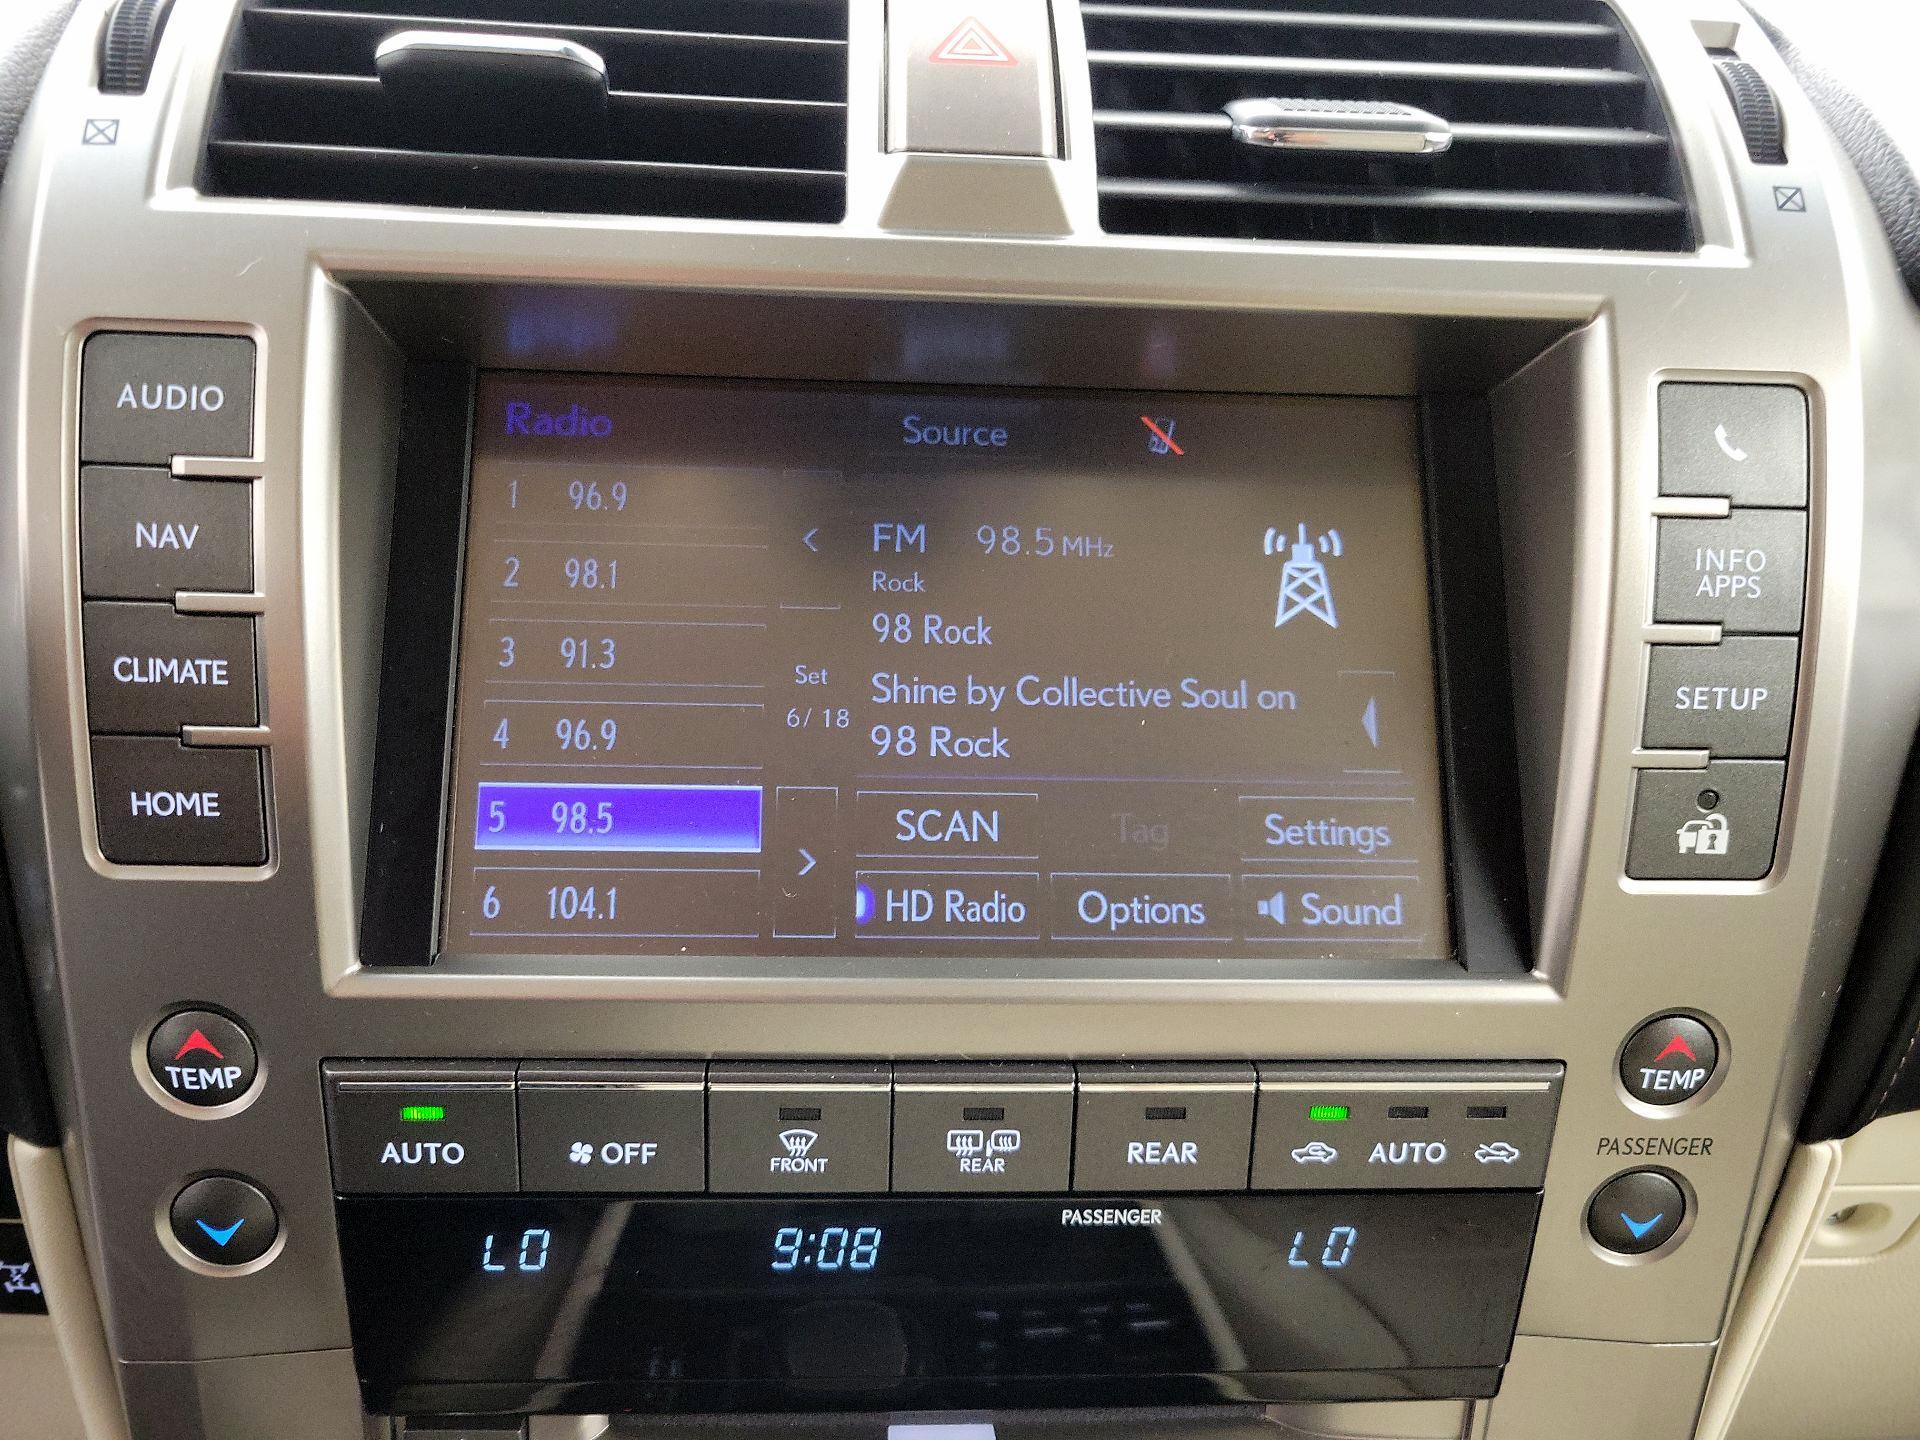 AUDIO
NAV
CLIMATE
HOME
Radio
Source
1 96.9
2 98.1
3 91.3
4 96.9
5 98.5
6 104.1
<
Set
6/18
>
FM 98.5 MHz
Rock
98 Rock
Shine by Collective Soul on
98 Rock
SCAN
Tag
Settings
HD Radio
Options
Sound
INFO
APPS
SETUP
TEMP
AUTO
OFF
FRONT
REAR
REAR
AUTO
TEMP
PASSENGER
PASSENGER
LO
9:08
LO